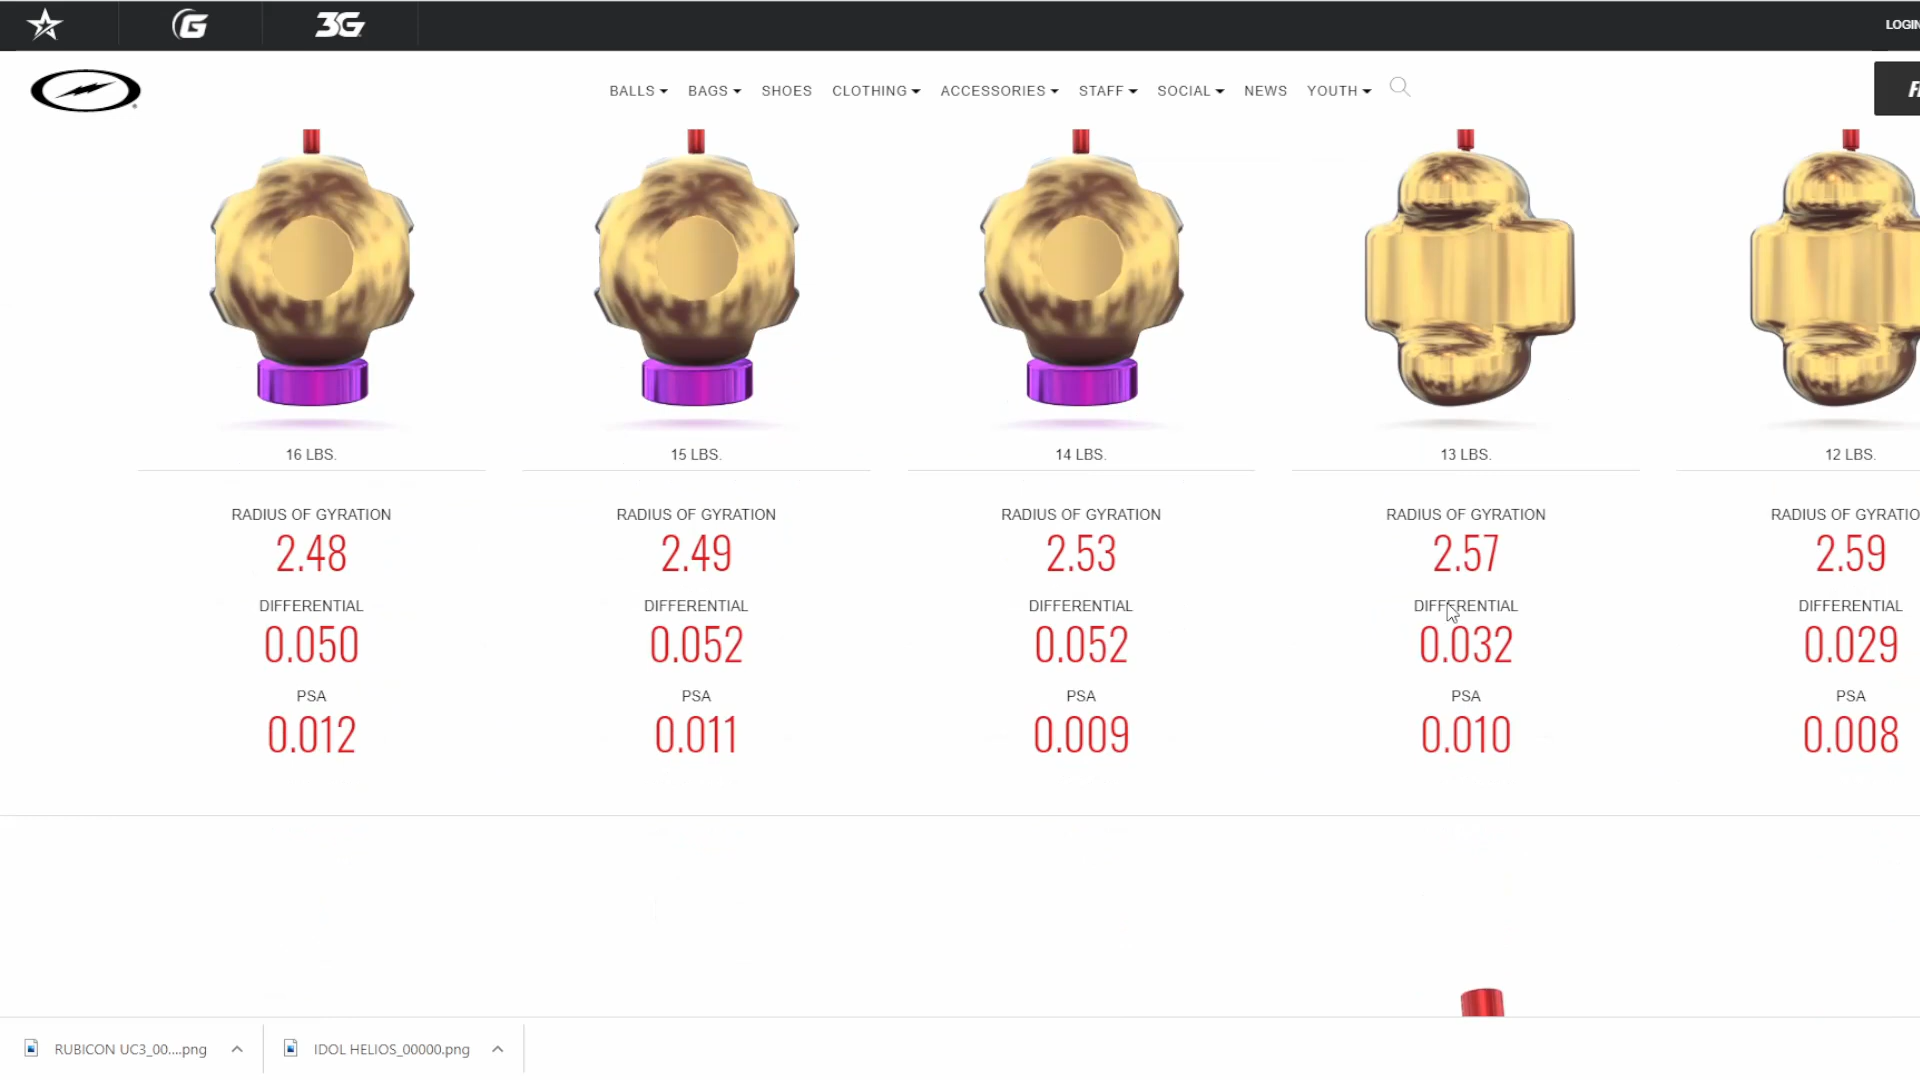 3G
LOGIN
BALLS BAGS SHOES CLOTHING ACCESSORIES STAFF SOCIAL NEWS YOUTH
16 LBS. 15 LBS. 14 LBS. 13 LBS. 12 LBS.
RADIUS OF GYRATION RADIUS OF GYRATION RADIUS OF GYRATION RADIUS OF GYRATION RADIUS OF GYRATIO
2.48 2.49 2.53 2.57 2.59
DIFFERENTIAL DIFFERENTIAL DIFFERENTIAL DIFFERENTIAL DIFFERENTIAL
0.050 0.052 0.052 0.032 0.029
PSA PSA PSA PSA PSA
0.012 0.011 0.009 0.010 0.008
RUBICON UC3_00....png IDOL HELIOS_00000.png